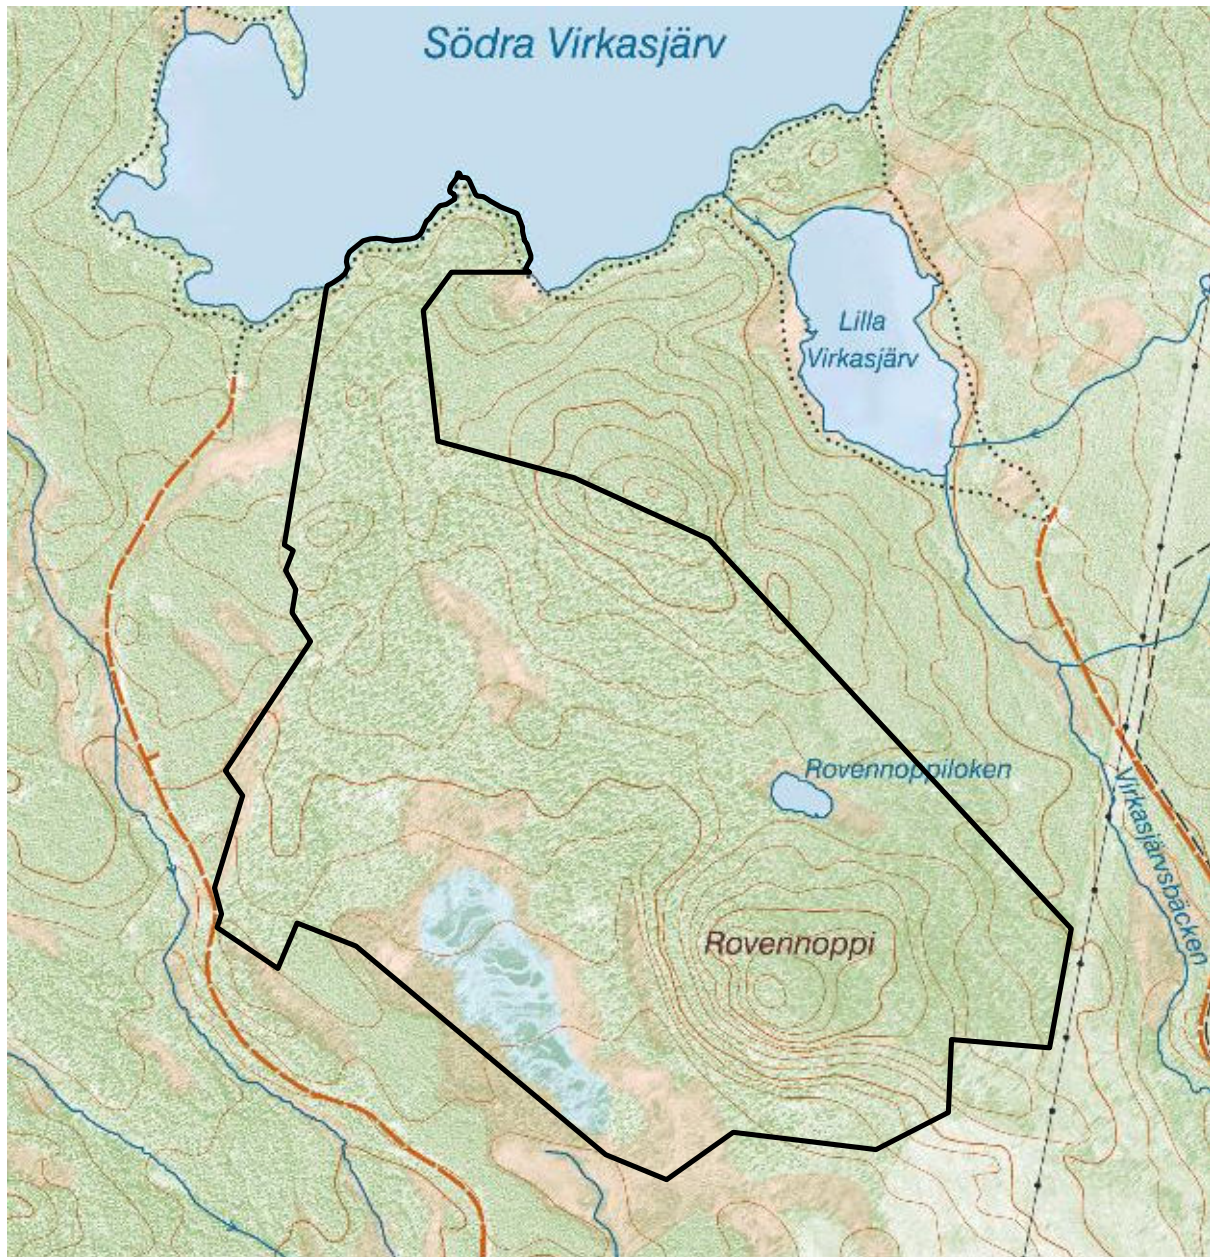 Södra Virkasjärv
Lilla
Virkasjärv
Rovennoppiloken
Virkasjärvsbäcken
Rovennoppi